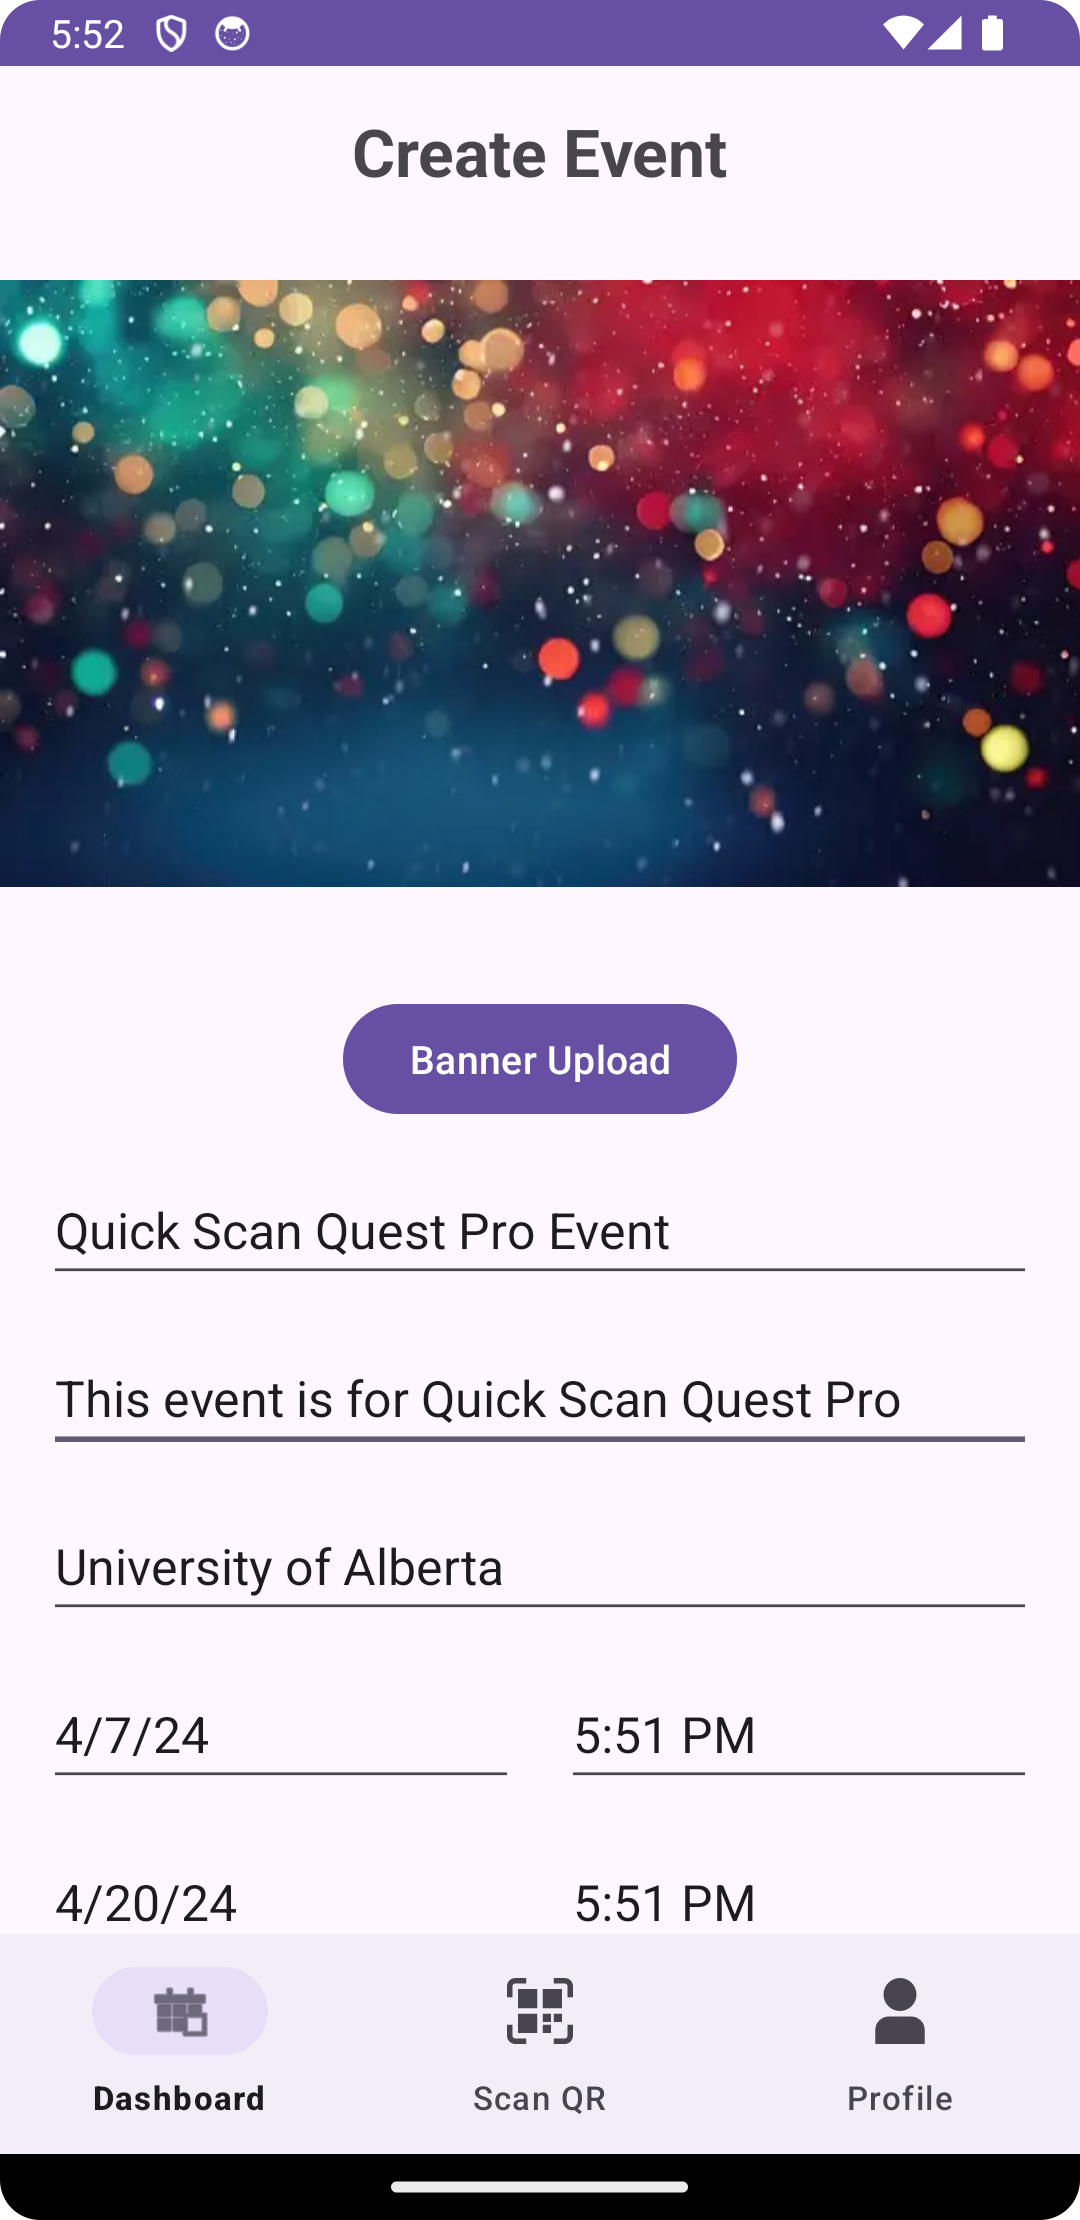 5:52
Create Event
Banner Upload
Quick Scan Quest Pro Event
This event is for Quick Scan Quest Pro
University of Alberta
4/7/24 5:51 PM
4/20/24 5:51 PM
Dashboard Scan QR Profile